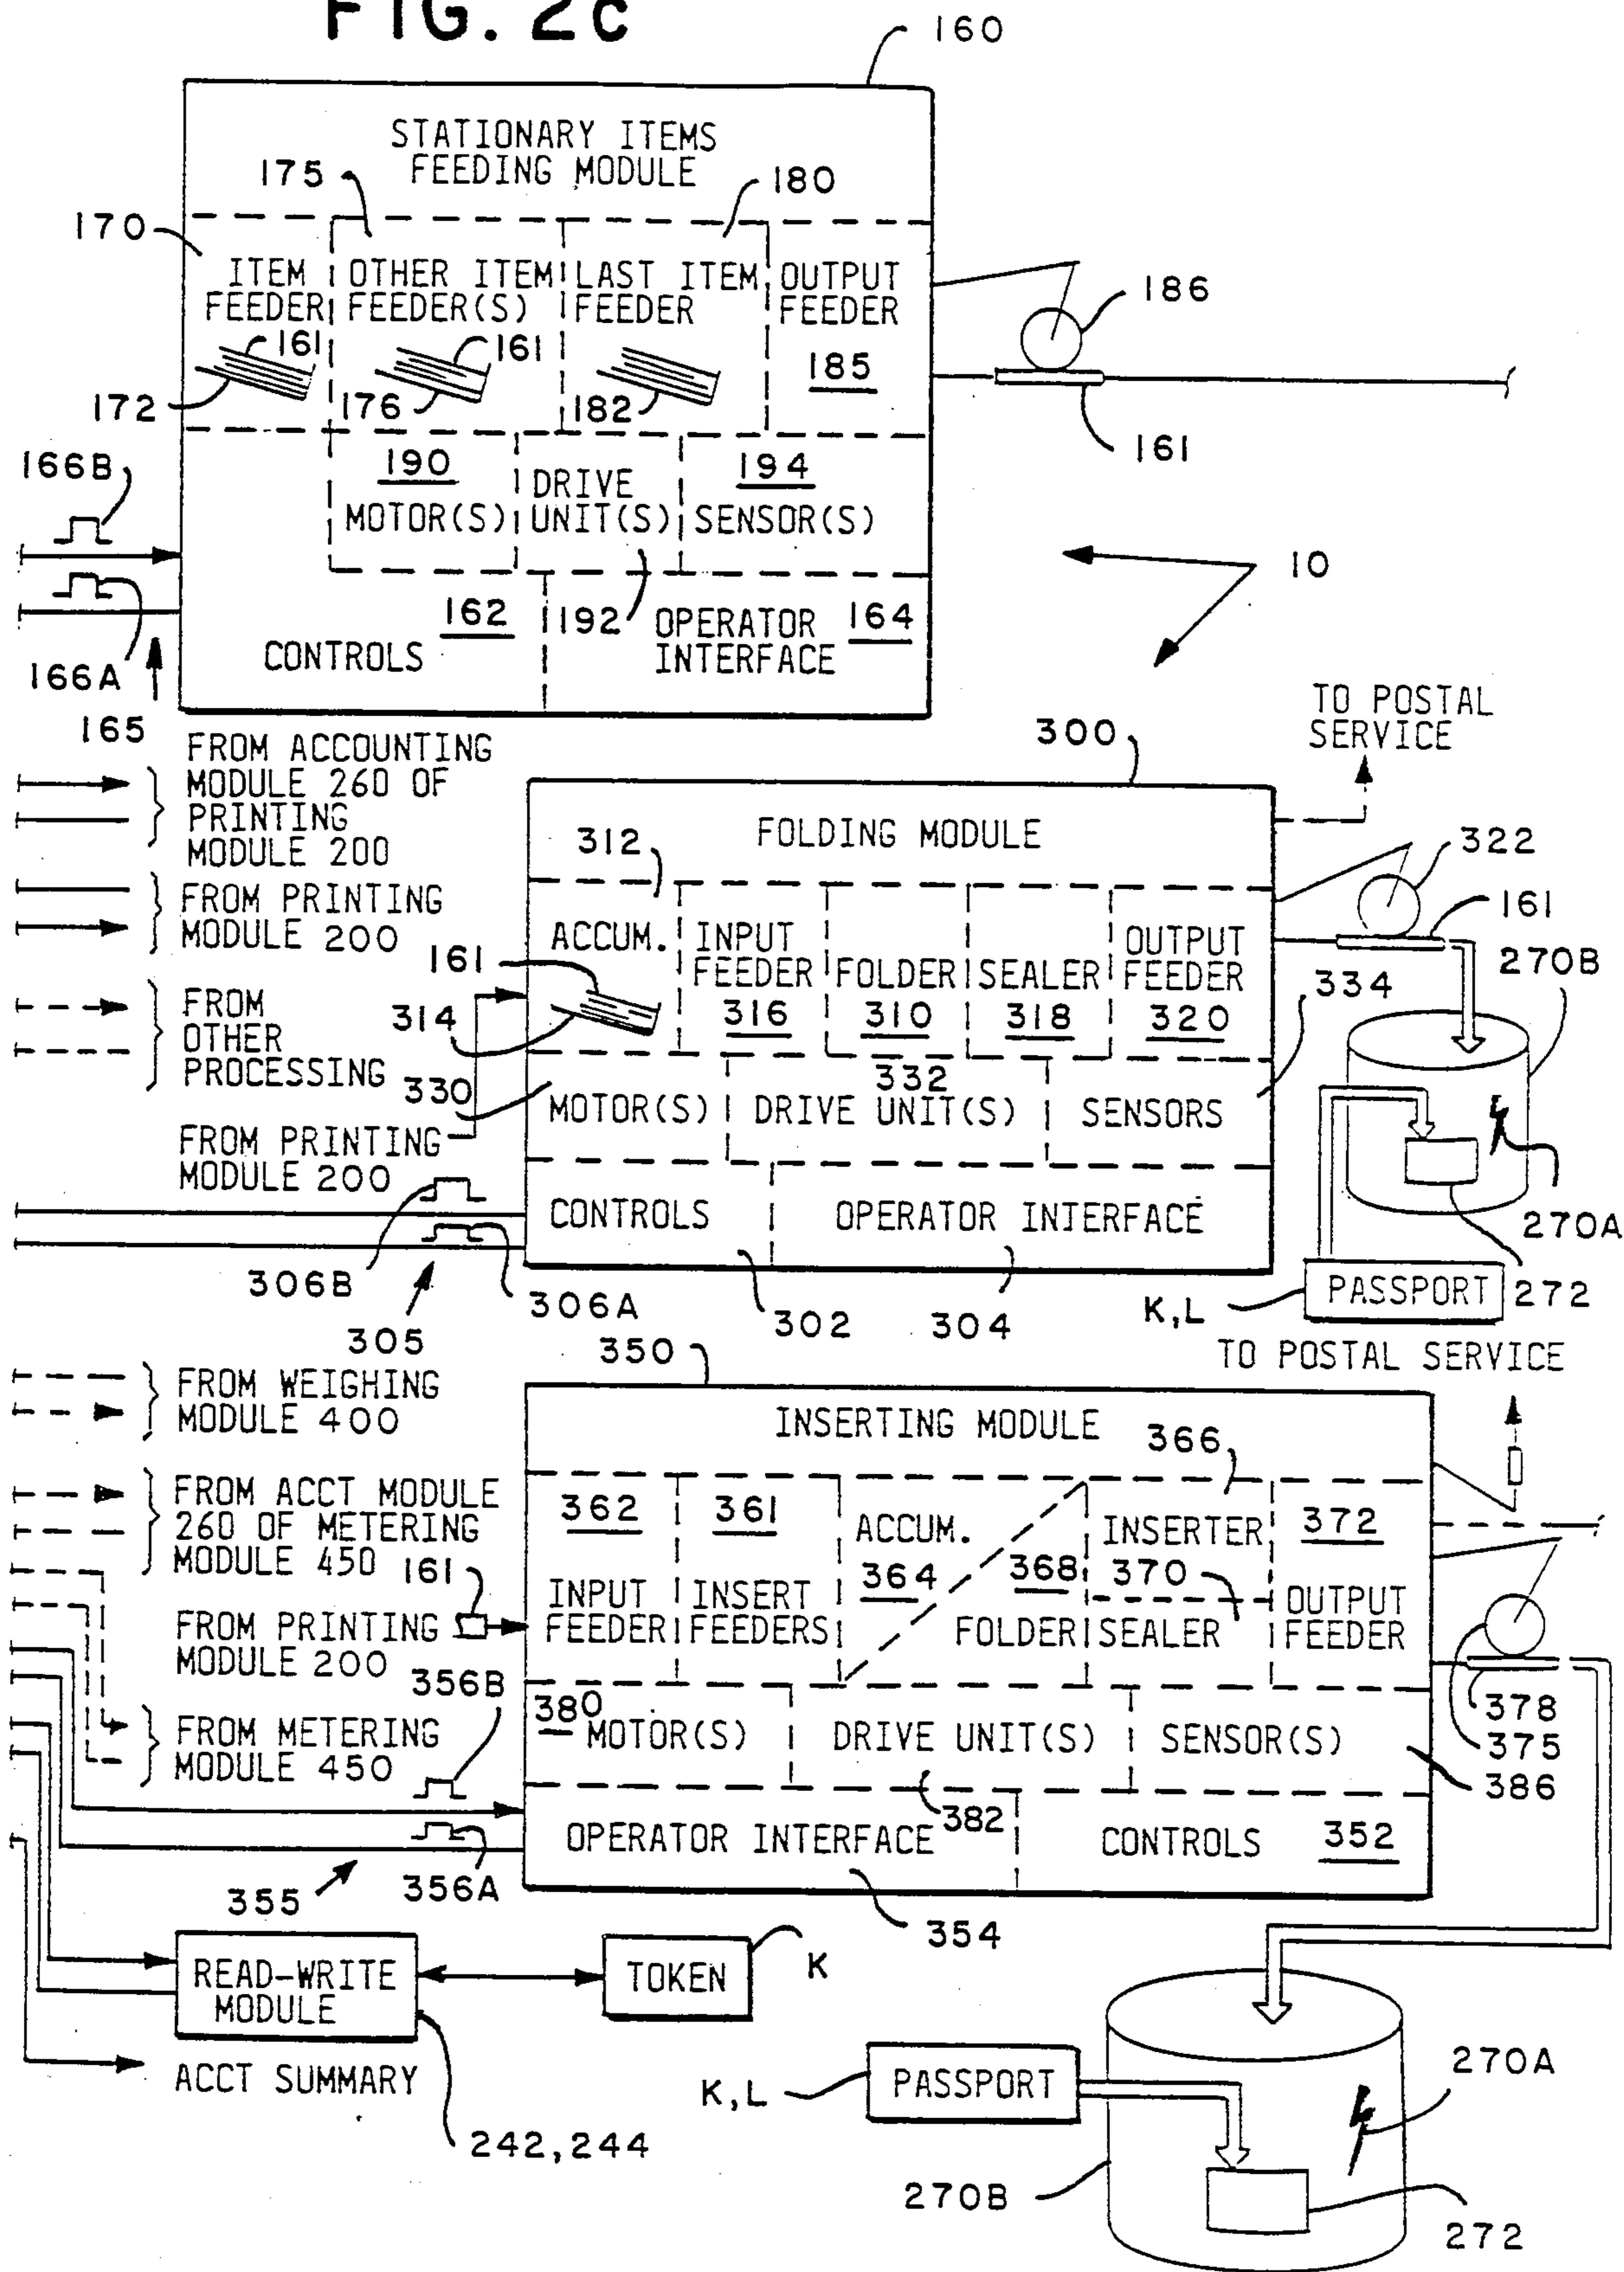 FIG. 2c
160
STATIONARY ITEMS
FEEDING MODULE
175
180
170
ITEM
FEEDER
OTHER ITEM
FEEDER(S)
LAST ITEM
FEEDER
OUTPUT
FEEDER
186
161
161
185
172
176
182
161
166B
190
MOTOR(S)
DRIVE
UNIT(S)
194
SENSOR(S)
10
162
CONTROLS
192
OPERATOR
INTERFACE
164
166A
165
TO POSTAL
SERVICE
300
FROM ACCOUNTING
MODULE 260 OF
PRINTING
MODULE 200
FOLDING MODULE
312
322
FROM PRINTING
MODULE 200
161
ACCUM.
INPUT
FEEDER
316
FOLDER
310
SEALER
318
OUTPUT
FEEDER
320
161
270B
334
FROM
OTHER
PROCESSING
314
330
332
MOTOR(S)
DRIVE UNIT(S)
SENSORS
FROM PRINTING
MODULE 200
CONTROLS
OPERATOR INTERFACE
270A
306B
306A
305
302
304
K,L
PASSPORT
272
350
TO POSTAL SERVICE
FROM WEIGHING
MODULE 400
INSERTING MODULE
366
FROM ACCT MODULE
260 OF METERING
MODULE 450
161
362
INPUT
FEEDER
361
INSERT
FEEDERS
ACCUM.
364
368
FOLDER
INSERTER
370
SEALER
372
OUTPUT
FEEDER
FROM PRINTING
MODULE 200
356B
378
375
386
FROM METERING
MODULE 450
380
MOTOR(S)
DRIVE UNIT(S)
SENSOR(S)
OPERATOR INTERFACE
382
CONTROLS
352
356A
355
354
READ-WRITE
MODULE
TOKEN
K
ACCT SUMMARY
242,244
K,L
PASSPORT
270A
270B
272